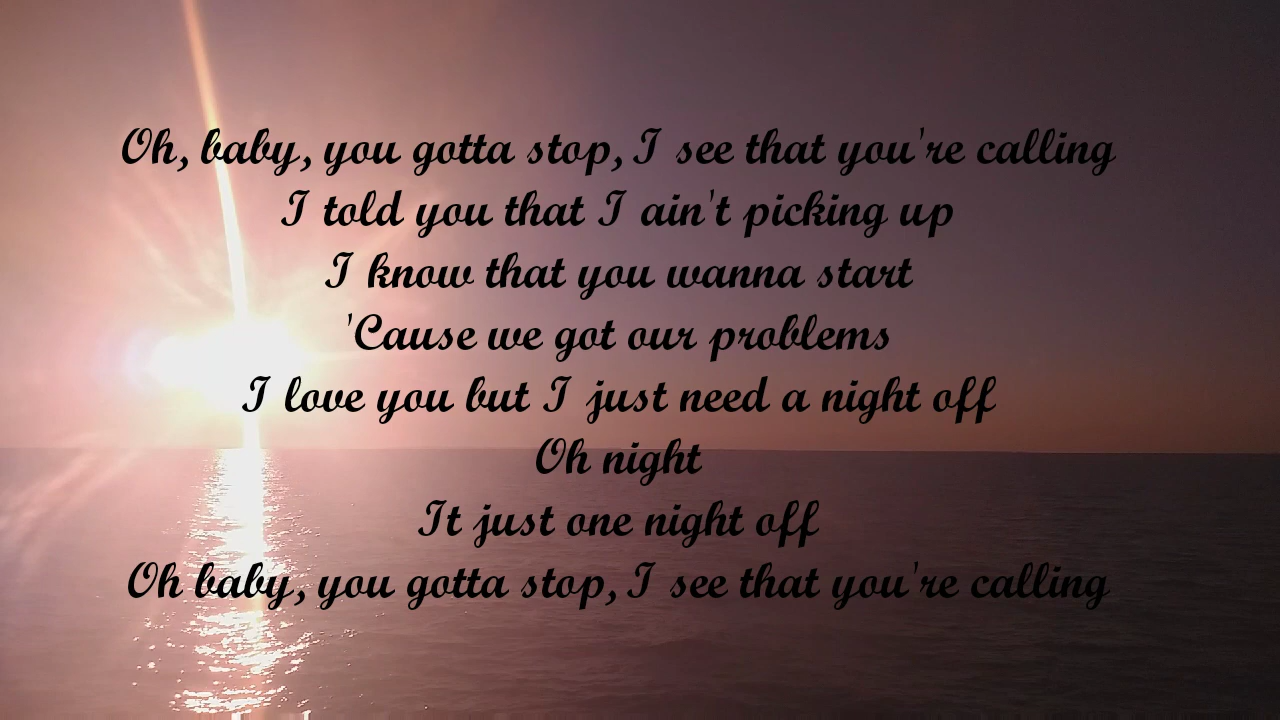 Oh, baby, you gotta stop, I see that you're calling
I told you that I ain't picking up
I know that you wanna start
'Cause we got our problems
I love you but I just need a night off
Oh night
It just one night off
Oh baby, you gotta stop, I see that you're calling